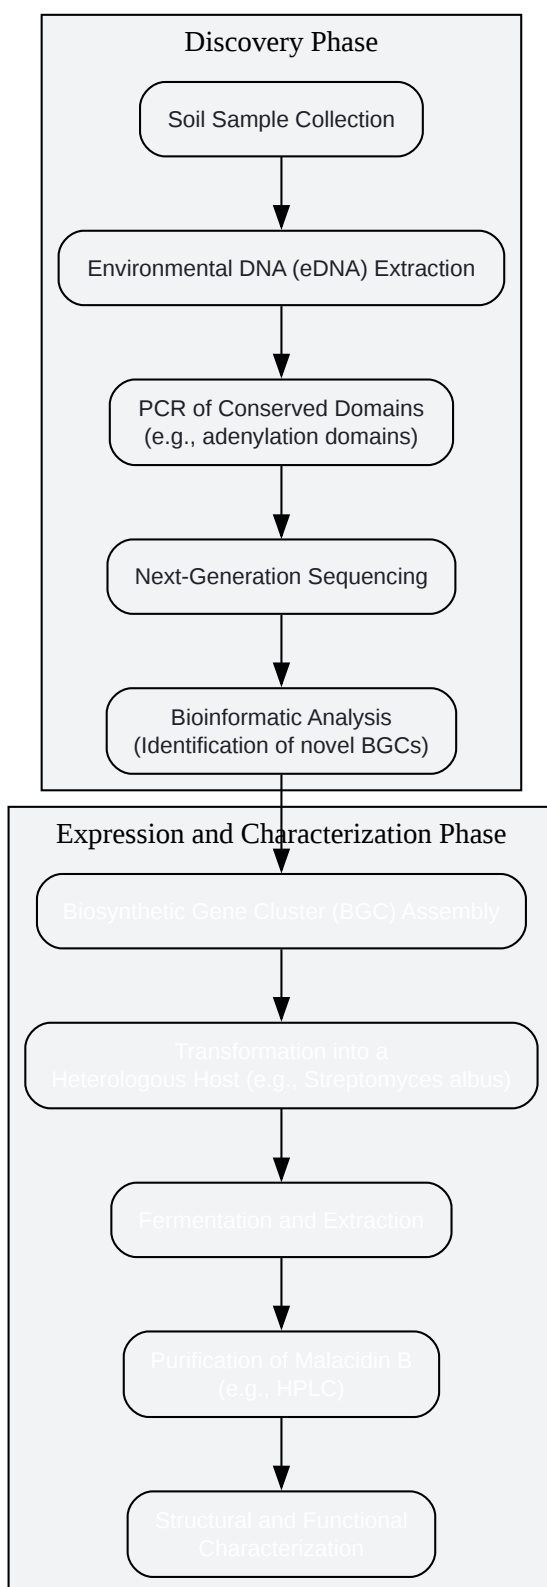 Discovery Phase
Soil Sample Collection
Environmental DNA (eDNA) Extraction
PCR of Conserved Domains
(e.g., adenylation domains)
Next-Generation Sequencing
Bioinformatic Analysis
(Identification of novel BGCs)
Expression and Characterization Phase
Biosynthetic Gene Cluster (BGC) Assembly
Transformation into a
Heterologous Host (e.g., Streptomyces albus)
Fermentation and Extraction
Purification of Malacidin B
(e.g., HPLC)
Structural and Functional
Characterization